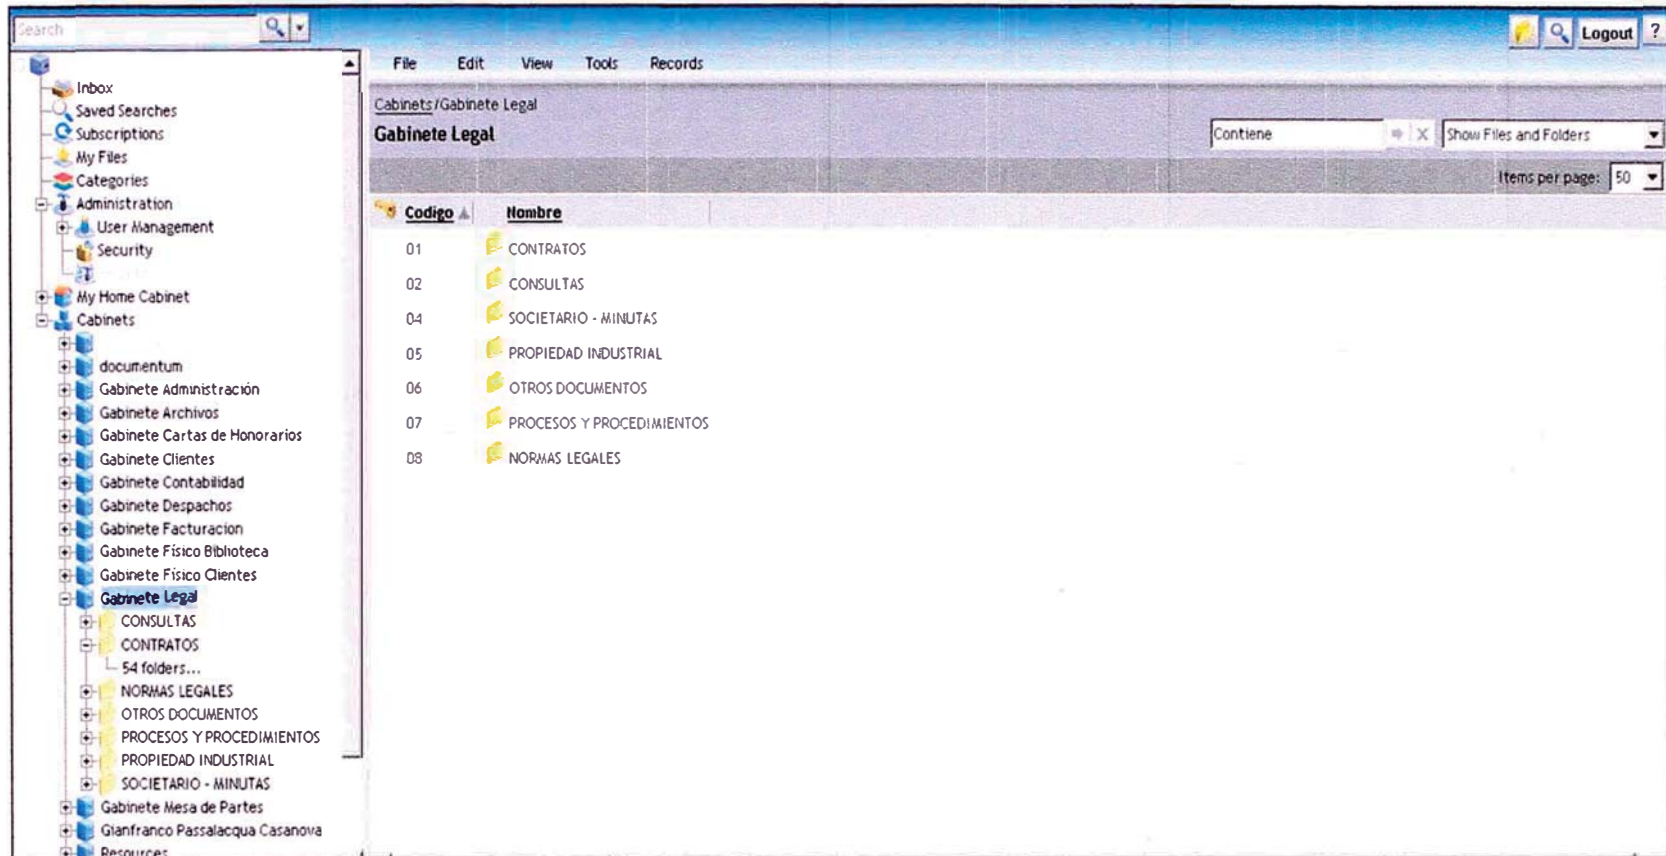 Search
Logout ?
File Edit View Tools Records
Cabinets/Gabinete Legal
Gabinete Legal
Contiene
X
Show Files and Folders
Items per page: 50
Codigo Nombre
01 CONTRATOS
02 CONSULTAS
04 SOCIETARIO - MINUTAS
05 PROPIEDAD INDUSTRIAL
06 OTROS DOCUMENTOS
07 PROCESOS Y PROCEDIMIENTOS
08 NORMAS LEGALES
Inbox
Saved Searches
Subscriptions
My Files
Categories
Administration
User Management
Security
My Home Cabinet
Cabinets
documentum
Gabinete Administración
Gabinete Archivos
Gabinete Cartas de Honorarios
Gabinete Clientes
Gabinete Contabilidad
Gabinete Despachos
Gabinete Facturacion
Gabinete Físico Biblioteca
Gabinete Físico Clientes
Gabinete Legal
CONSULTAS
CONTRATOS
54 folders...
NORMAS LEGALES
OTROS DOCUMENTOS
PROCESOS Y PROCEDIMIENTOS
PROPIEDAD INDUSTRIAL
SOCIETARIO - MINUTAS
Gabinete Mesa de Partes
Gianfranco Passalacqua Casanova
Resources